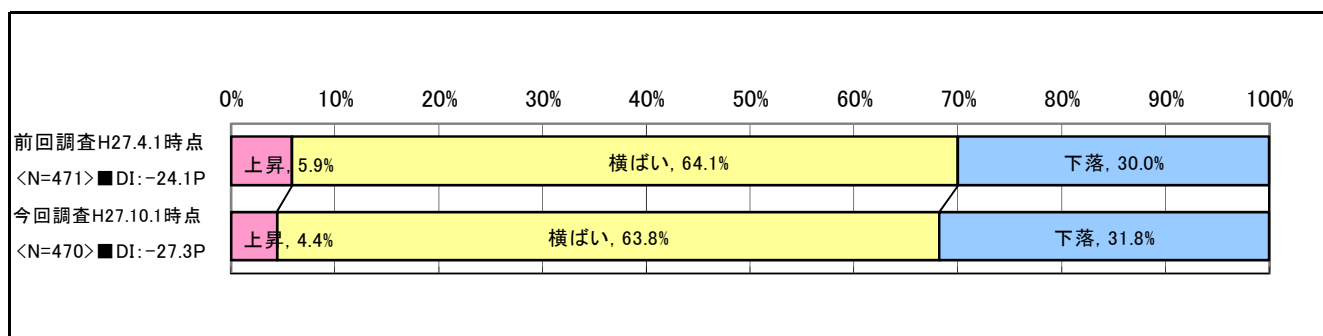 0% 10% 20% 30% 40% 50% 60% 70% 80% 90% 100%
前回調査H27.4.1時点
<N=471>■DI:-24.1P
上昇, 5.9% 横ばい, 64.1% 下落, 30.0%
今回調査H27.10.1時点
<N=470>■DI:-27.3P
上昇, 4.4% 横ばい, 63.8% 下落, 31.8%